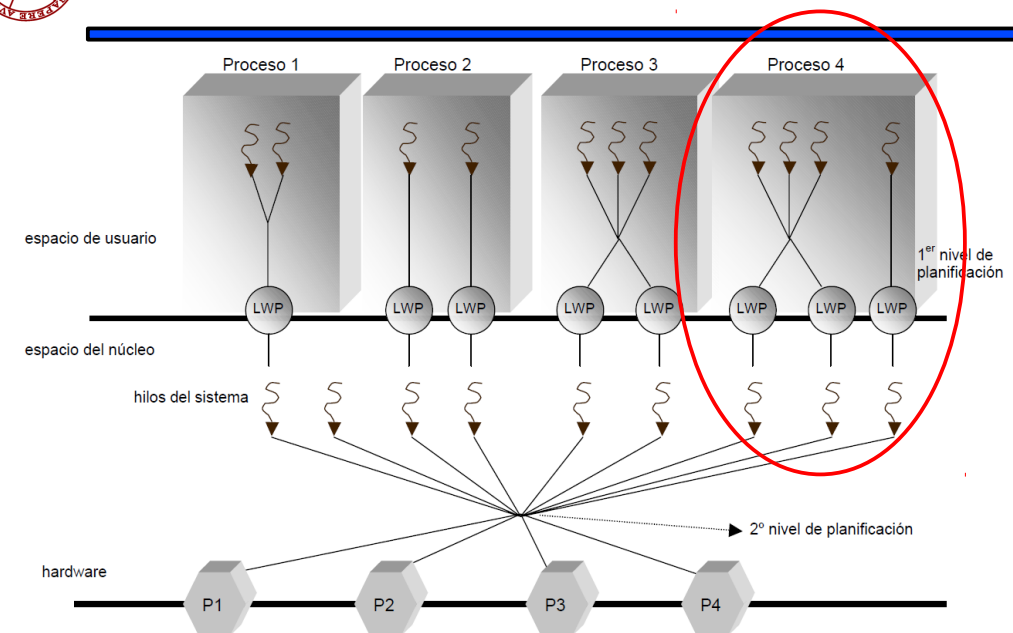 SAPERE AU
Proceso 1
Proceso 2
Proceso 3
Proceso 4
espacio de usuario
1er nivel de
planificación
LWP
LWP
LWP
LWP
LWP
LWP
LWP
LWP
espacio del núcleo
hilos del sistema
2º nivel de planificación
hardware
P1
P2
P3
P4